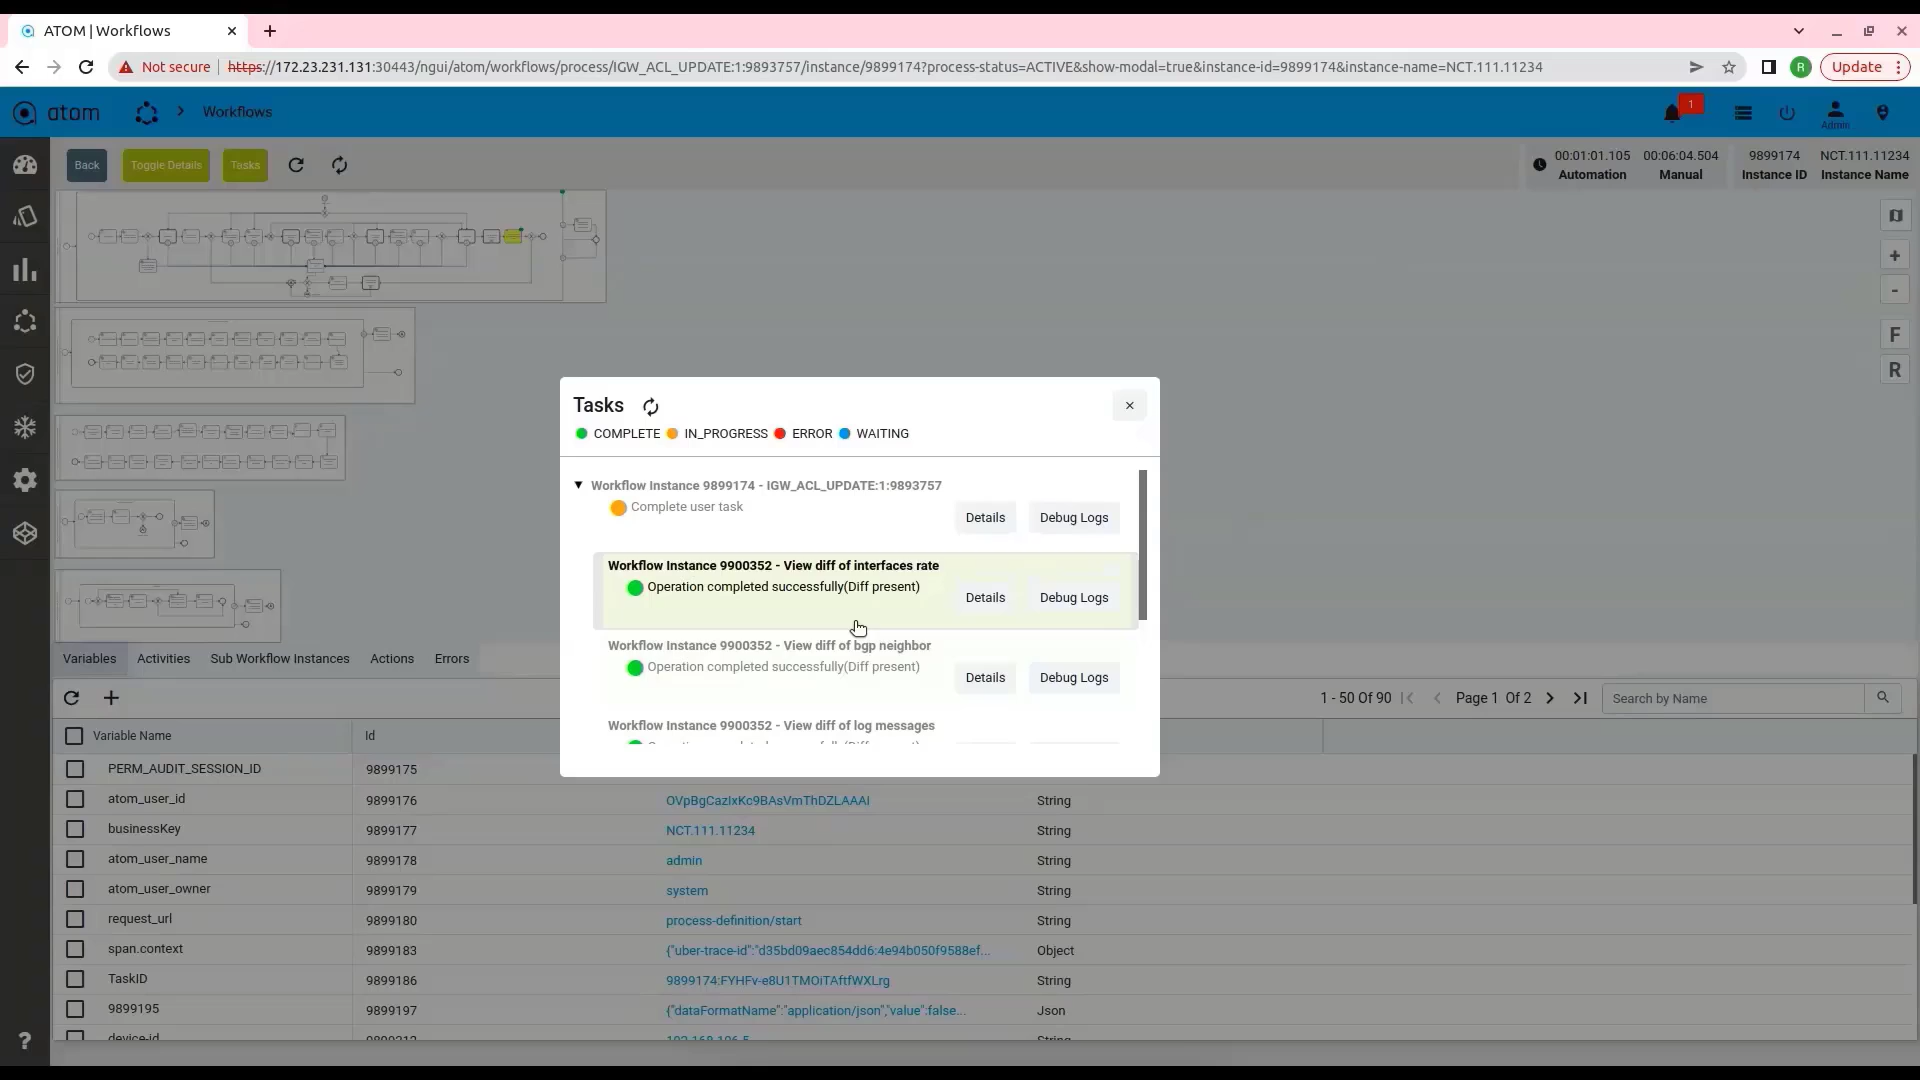 ATOM | Workflows
Not secure | https://172.23.231.131:30443/ngui/atom/workflows/process/IGW_ACL_UPDATE:1:9893757/instance/9899174?process-status=ACTIVE&show-modal=true&instance-id=9899174&instance-name=NCT.111.11234
R
Update
atom
Workflows
1
Admin
Back
Toggle Details
Tasks
00:01:01.105
00:06:04.504
9899174
NCT.111.11234
Automation
Manual
Instance ID
Instance Name
+
-
F
R
Tasks
COMPLETE IN_PROGRESS ERROR WAITING
Workflow Instance 9899174 - IGW_ACL_UPDATE:1:9893757
Complete user task
Details
Debug Logs
Workflow Instance 9900352 - View diff of interfaces rate
Operation completed successfully(Diff present)
Details
Debug Logs
Workflow Instance 9900352 - View diff of bgp neighbor
Operation completed successfully(Diff present)
Details
Debug Logs
Workflow Instance 9900352 - View diff of log messages
Variables
Activities
Sub Workflow Instances
Actions
Errors
1 - 50 Of 90
Page 1 Of 2
Search by Name
Variable Name
Id
PERM_AUDIT_SESSION_ID 9899175
atom_user_id 9899176 OVpBgCazIxKc9BAsVmThDZLAAAI String
businessKey 9899177 NCT.111.11234 String
atom_user_name 9899178 admin String
atom_user_owner 9899179 system String
request_url 9899180 process-definition/start String
span.context 9899183 {"uber-trace-id":"d35bd09aec854dd6:4e94b050f9588ef... Object
TaskID 9899186 9899174:FYHFv-e8U1TMOiTAftfWXLrg String
9899195 9899197 {"dataFormatName":"application/json","value":false... Json
device-id
?